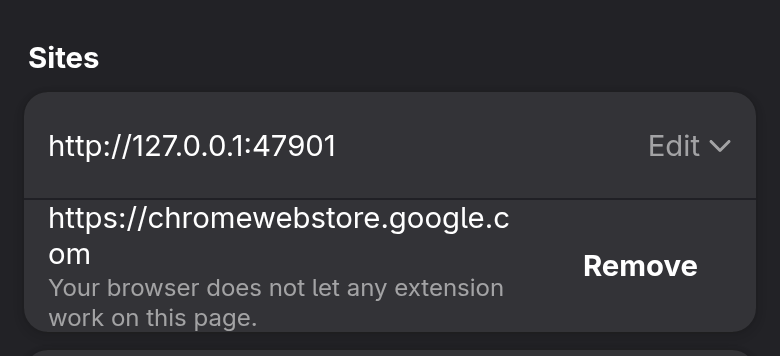 Sites
http://127.0.0.1:47901
Edit
https://chromewebstore.google.c
om
Your browser does not let any extension
work on this page.
Remove